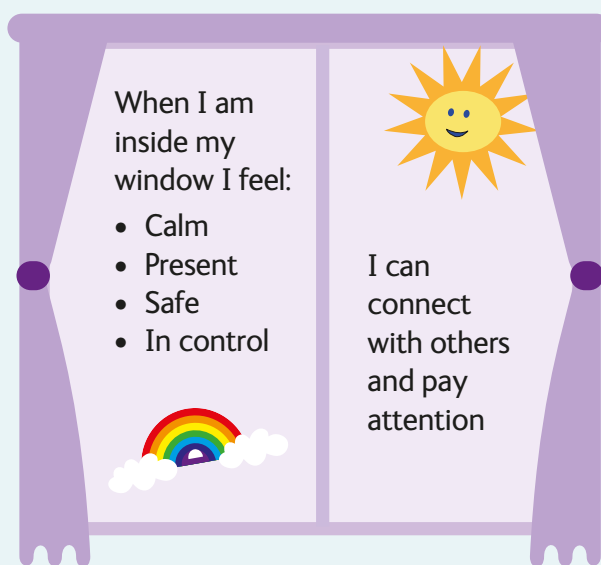 When I am
inside my
window I feel:
• Calm
• Present
• Safe
• In control
I can
connect
with others
and pay
attention